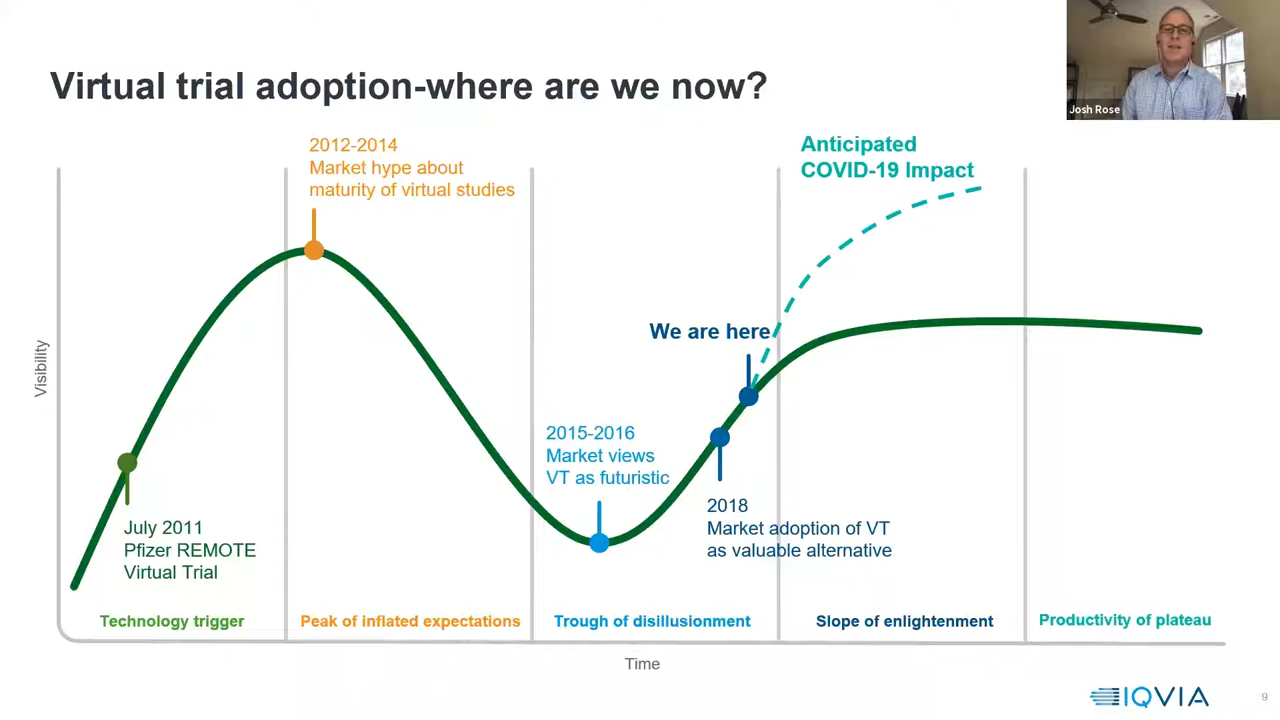 Virtual trial adoption-where are we now?
Josh Rose
2012-2014
Market hype about
maturity of virtual studies
Anticipated
COVID-19 Impact
We are here
Visibility
2015-2016
Market views
VT as futuristic
2018
Market adoption of VT
as valuable alternative
July 2011
Pfizer REMOTE
Virtual Trial
Technology trigger
Peak of inflated expectations
Trough of disillusionment
Slope of enlightenment
Productivity of plateau
Time
IQVIA
9